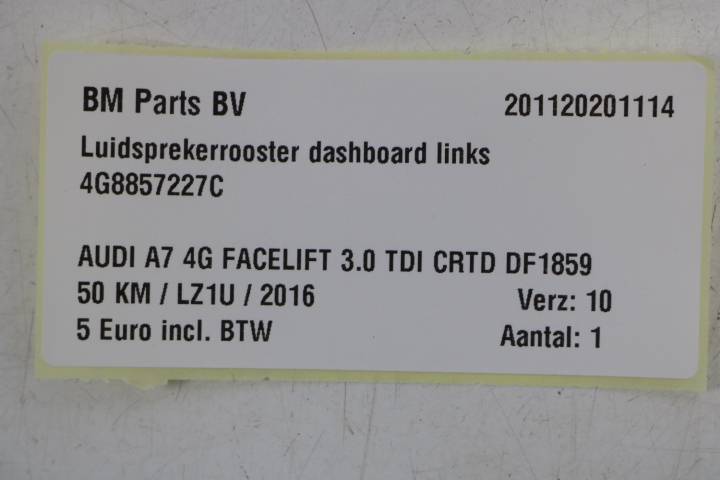 BM Parts BV 201120201114
Luidsprekerrooster dashboard links
4G8857227C
AUDI A7 4G FACELIFT 3.0 TDI CRTD DF1859
50 KM / LZ1U / 2016 Verz: 10
5 Euro incl. BTW Aantal: 1